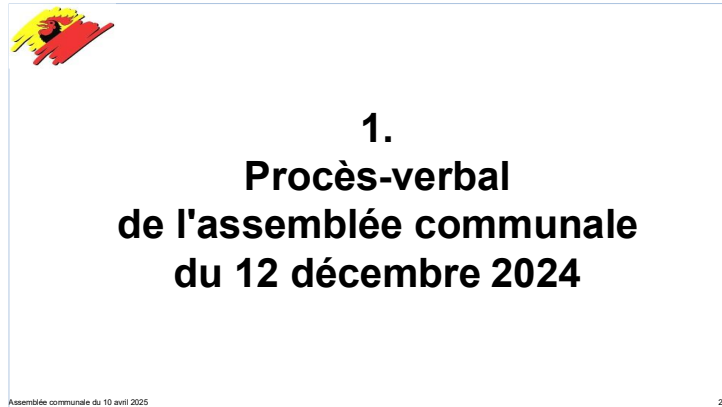 1.
Procès-verbal
de l'assemblée communale
du 12 décembre 2024
Assemblée communale du 10 avril 2025
2